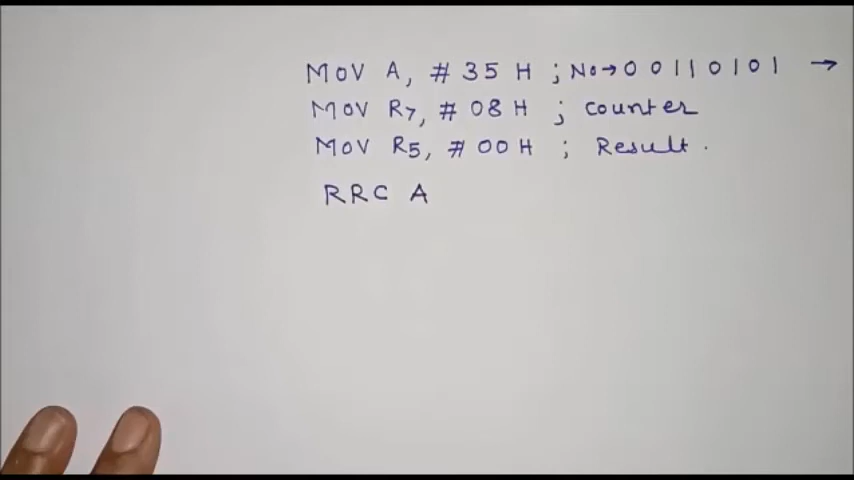 MOV A, # 35 H ; No → 0 0 1 1 0 1 0 1 →
MOV R7, # 08 H ; counter
MOV R5, # 00 H ; Result.
RRC A